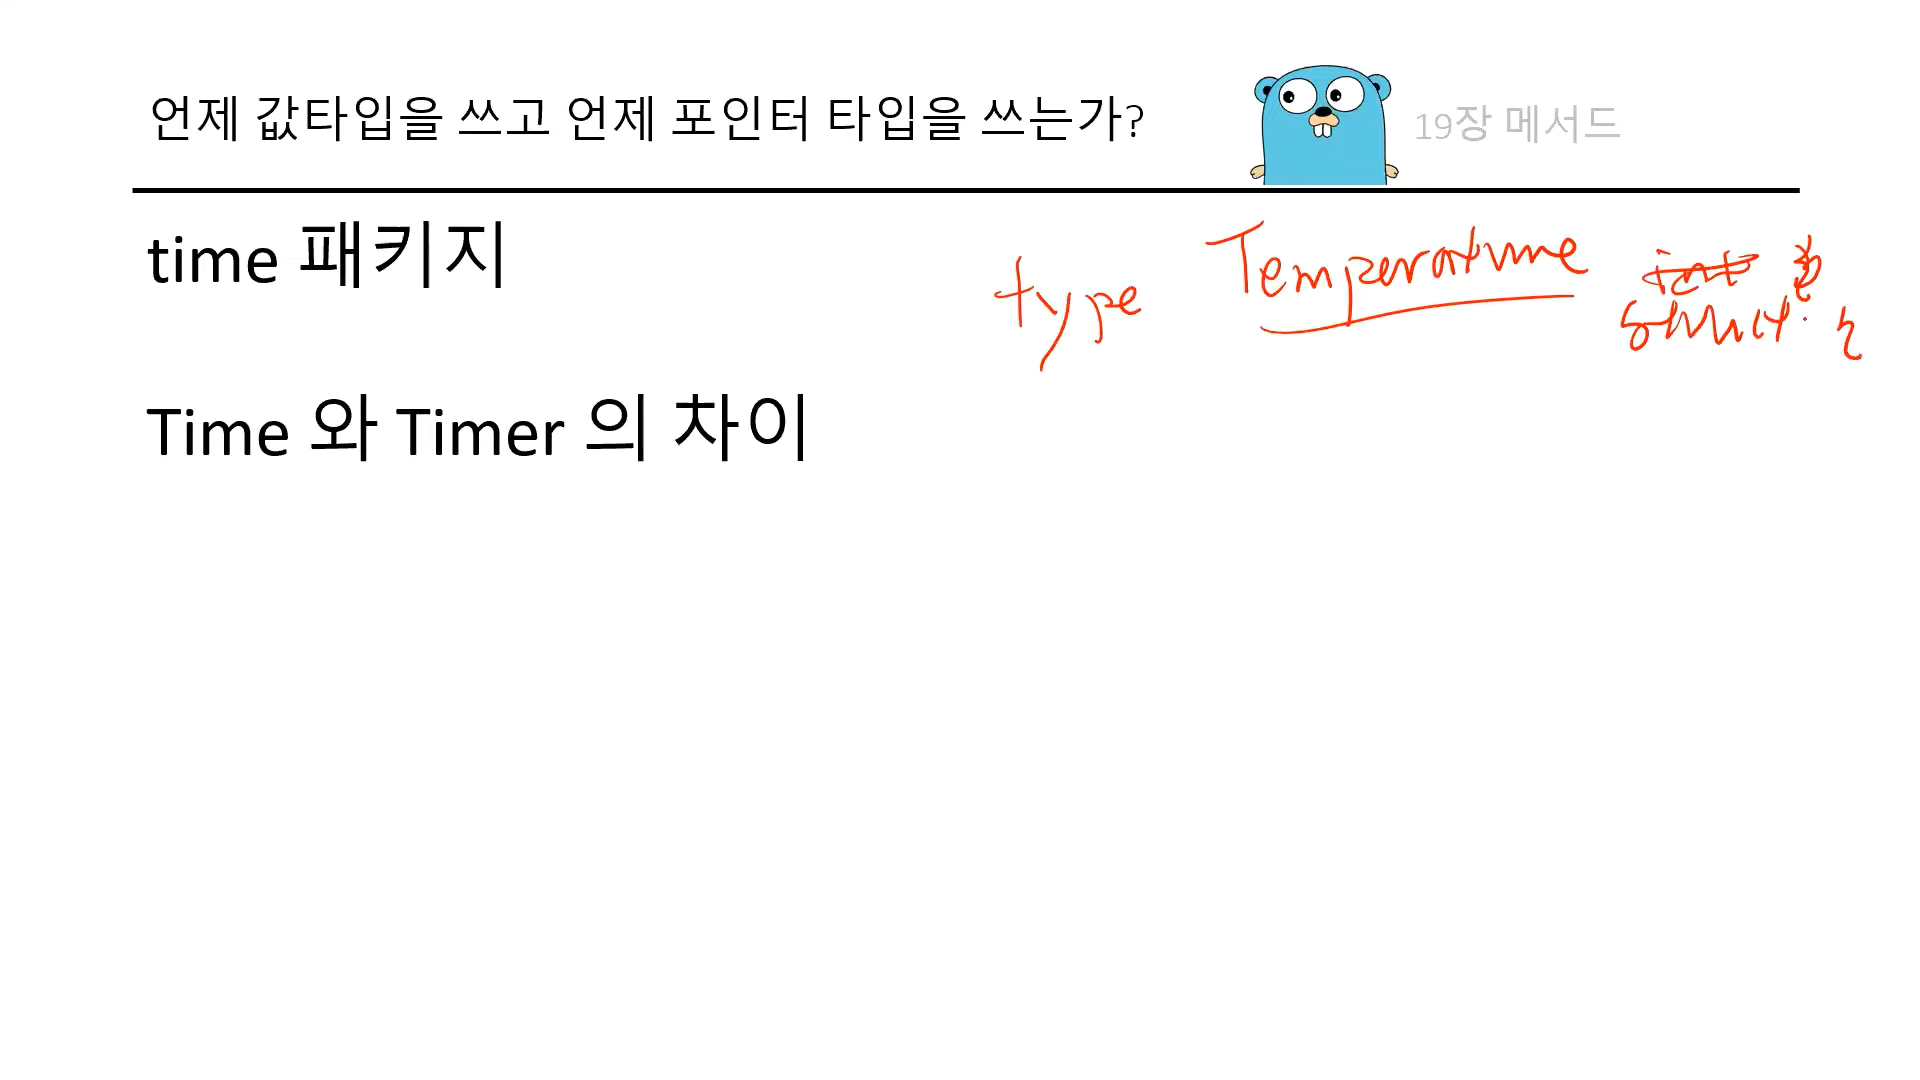 언제 값타입을 쓰고 언제 포인터 타입을 쓰는가?
19장 메서드
time 패키지
type Temperature int
struct {
Time 와 Timer 의 차이